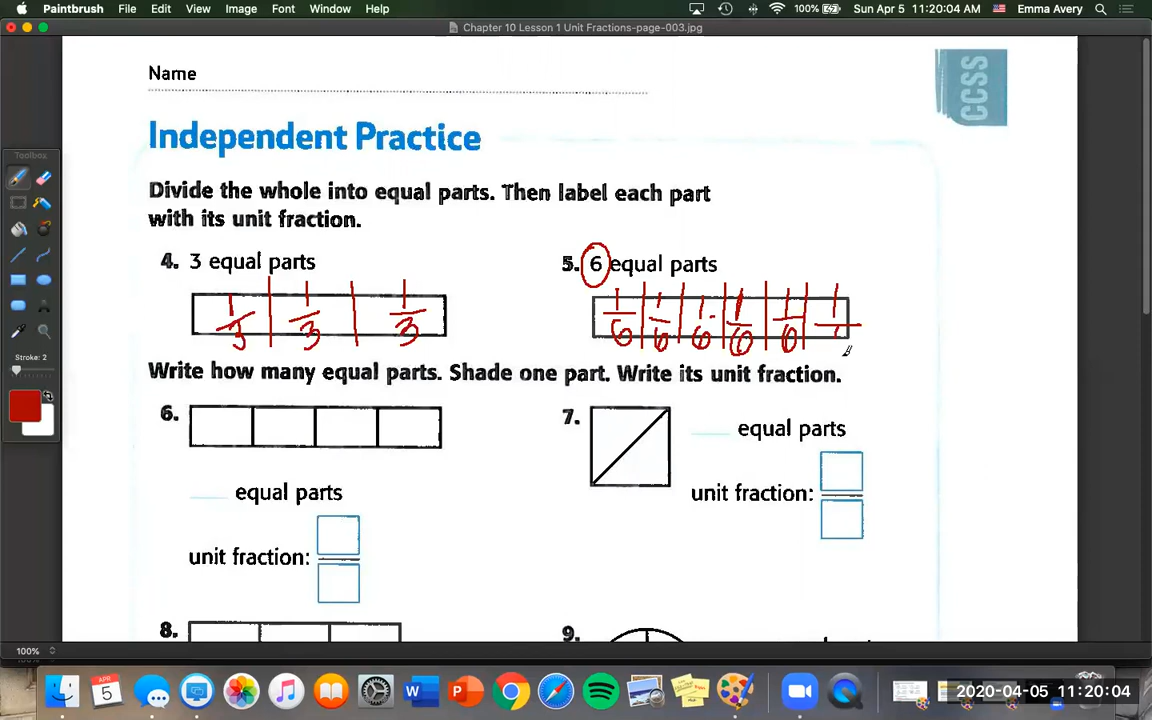 Paintbrush File Edit View Image Font Window Help 100% Sun Apr 5 11:20:04 AM Emma Avery
Chapter 10 Lesson 1 Unit Fractions-page-003.jpg
Name
CCSS
Independent Practice
Toolbox
Divide the whole into equal parts. Then label each part
with its unit fraction.
4. 3 equal parts
5. 6 equal parts
1 1 1
3 3 3
1 1 1 1 1 1
6 6 6 6 6
Stroke: 2
Write how many equal parts. Shade one part. Write its unit fraction.
6.
7.
equal parts
unit fraction:
equal parts
unit fraction:
8.
9.
100%
APR
5
W P
2020-04-05 11:20:04